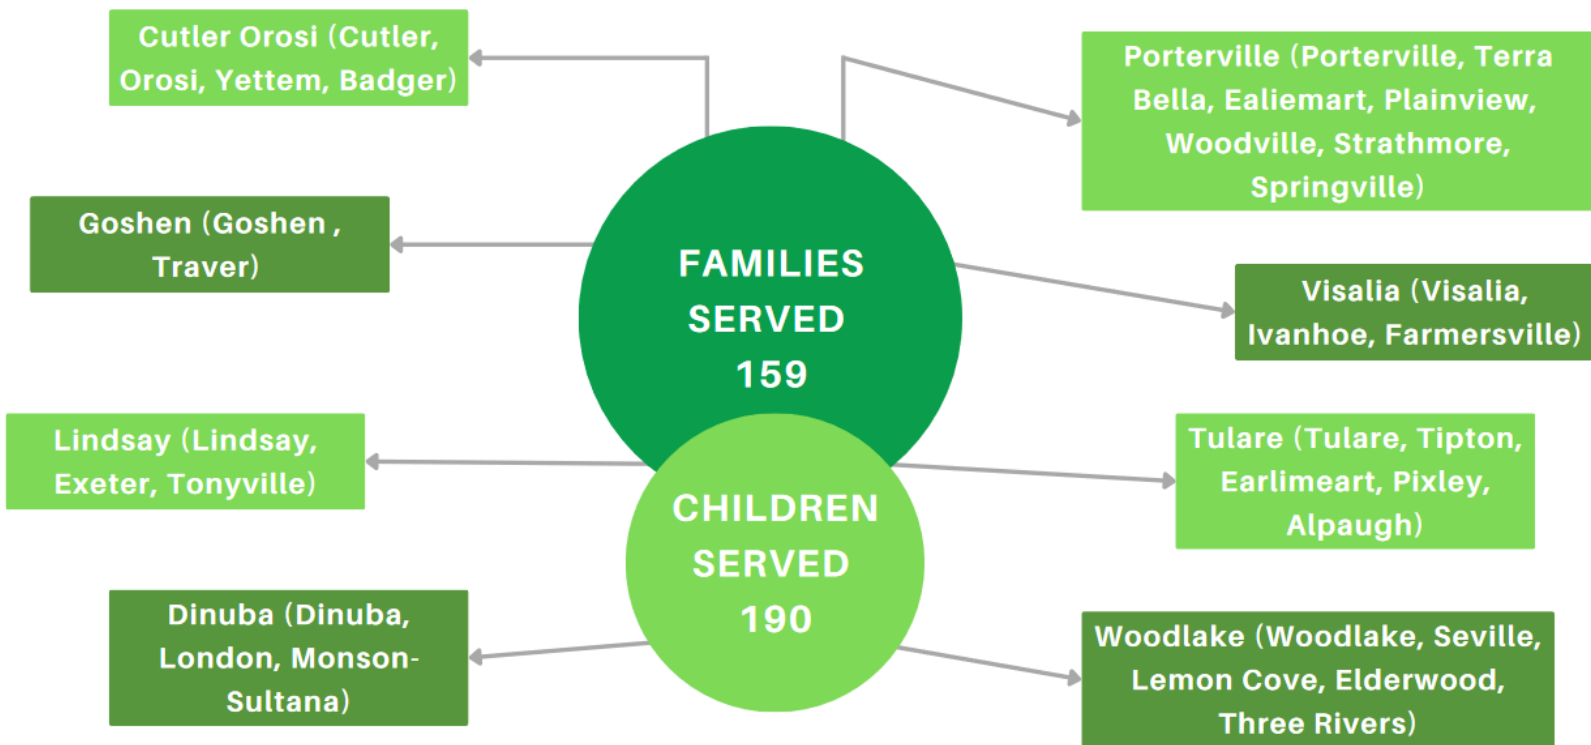 Cutler Orosi (Cutler,
Orosi, Yettem, Badger)
Goshen (Goshen ,
Traver)
Lindsay (Lindsay,
Exeter, Tonyville)
Dinuba (Dinuba,
London, Monson-
Sultana)
FAMILIES
SERVED
159
CHILDREN
SERVED
190
Porterville (Porterville, Terra
Bella, Ealiemart, Plainview,
Woodville, Strathmore,
Springville)
Visalia (Visalia,
Ivanhoe, Farmersville)
Tulare (Tulare, Tipton,
Earlimeart, Pixley,
Alpaugh)
Woodlake (Woodlake, Seville,
Lemon Cove, Elderwood,
Three Rivers)